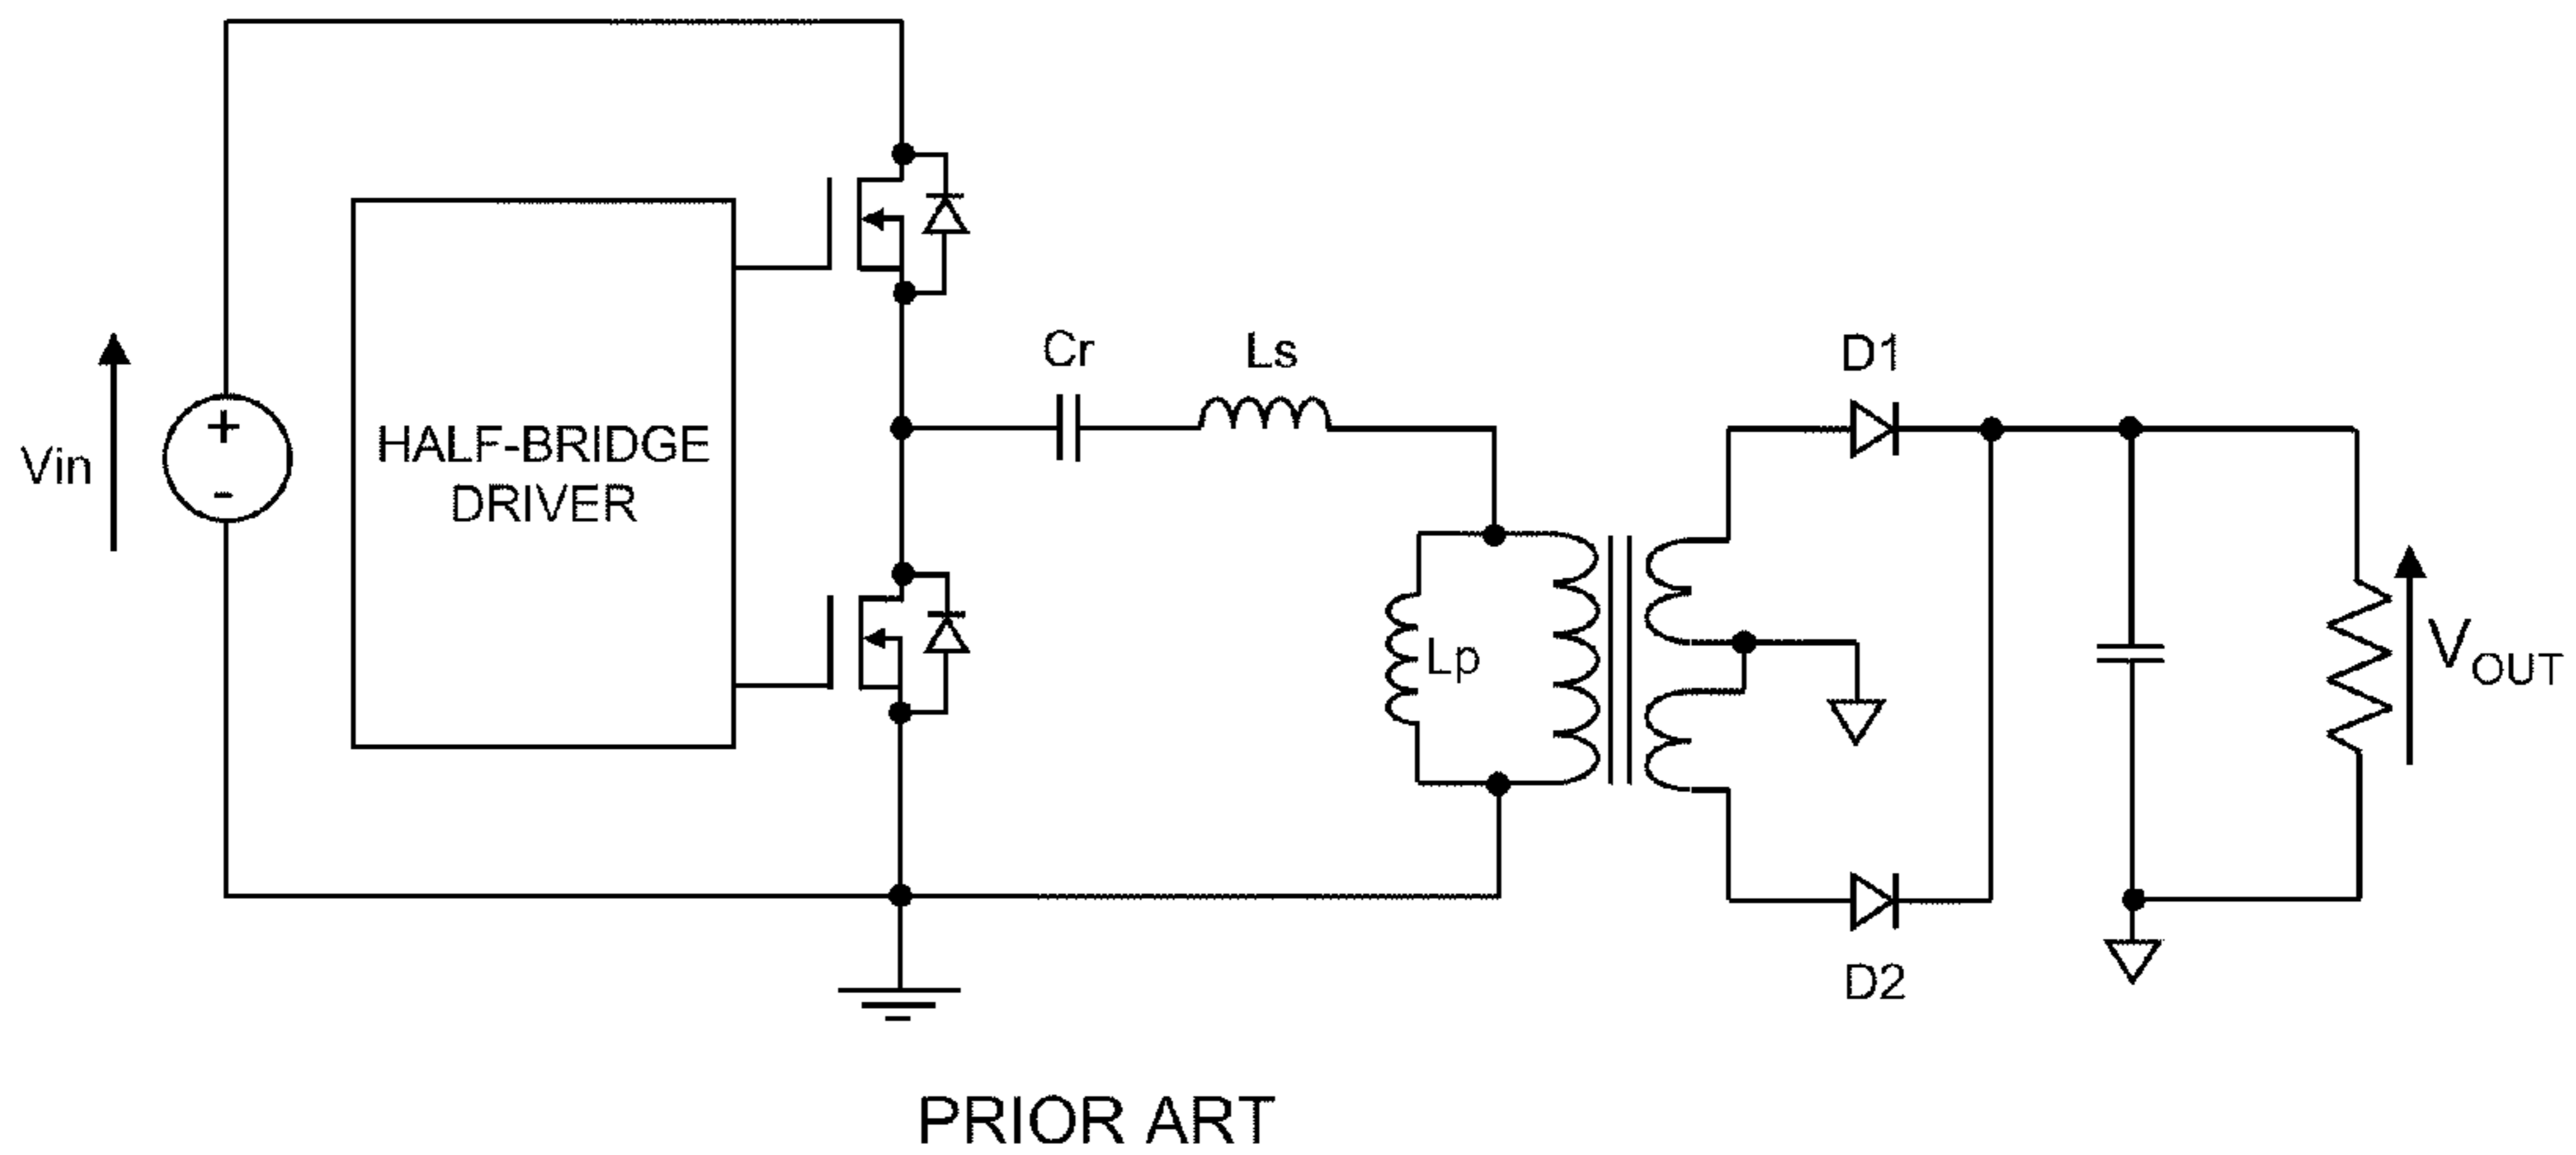 Vin
+
-
HALF-BRIDGE
DRIVER
Cr
Ls
Lp
D1
D2
VOUT
PRIOR ART